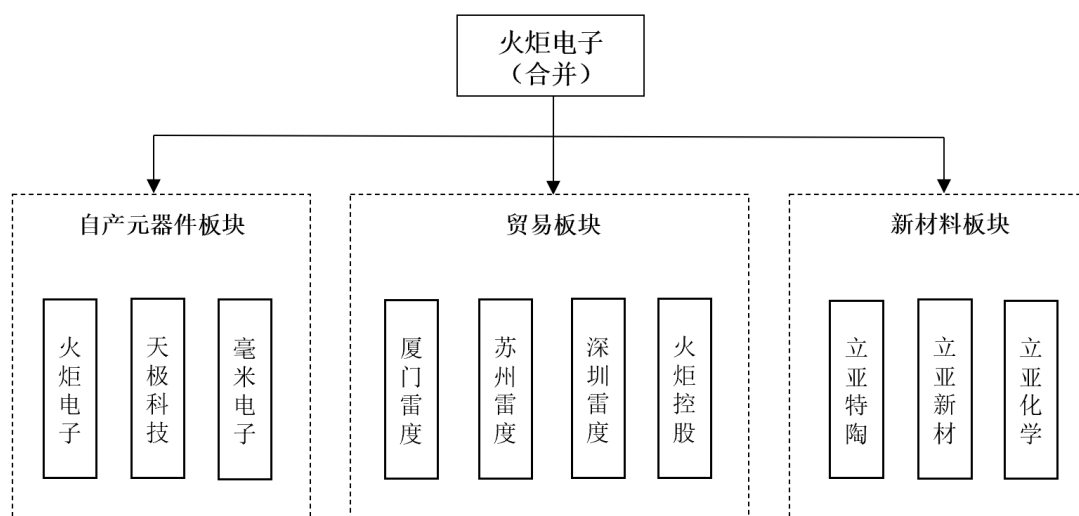 火炬电子
（合并）
自产元器件板块
贸易板块
新材料板块
火炬电子
天极科技
毫米电子
厦门雷度
苏州雷度
深圳雷度
火炬控股
立亚特陶
立亚新材
立亚化学